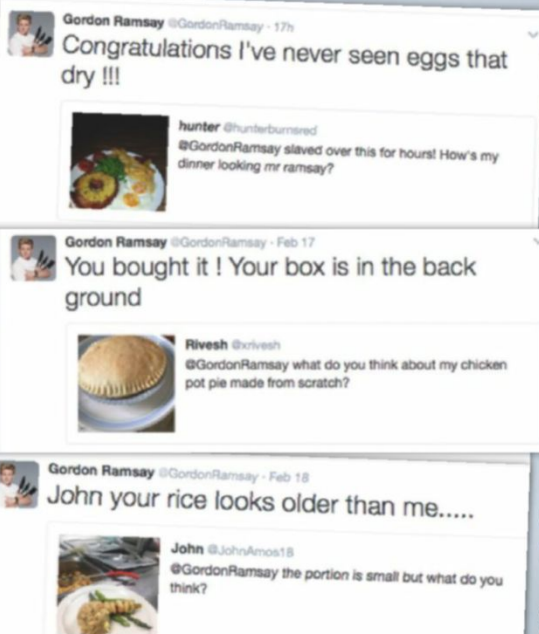 Gordon Ramsay @GordonRamsay · 17h
Congratulations I've never seen eggs that
dry !!!
hunter @hunterburnsred
@GordonRamsay slaved over this for hours! How's my
dinner looking mr ramsay?
Gordon Ramsay @GordonRamsay · Feb 17
You bought it ! Your box is in the back
ground
Rivesh @xrivesh
@GordonRamsay what do you think about my chicken
pot pie made from scratch?
Gordon Ramsay @GordonRamsay · Feb 18
John your rice looks older than me.....
John @JohnAmos18
@GordonRamsay the portion is small but what do you
think?